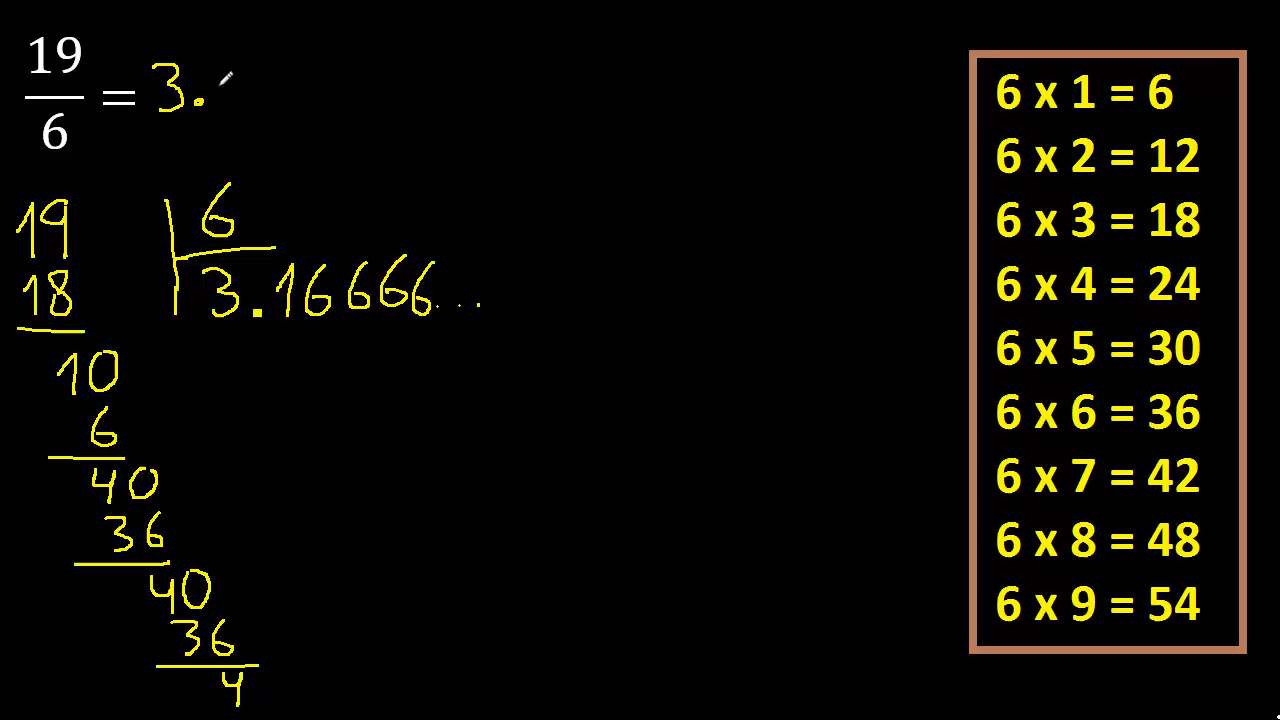 19
6
= 3.
19 6
18 3.16666...
10
6
40
36
40
36
4
6 x 1 = 6
6 x 2 = 12
6 x 3 = 18
6 x 4 = 24
6 x 5 = 30
6 x 6 = 36
6 x 7 = 42
6 x 8 = 48
6 x 9 = 54